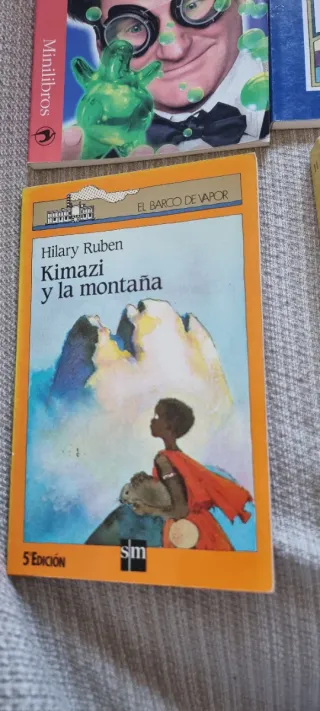 Minilibros
EL BARCO DE VAPOR
Hilary Ruben
Kimazi
y la montaña
5ª EDICIÓN
sm